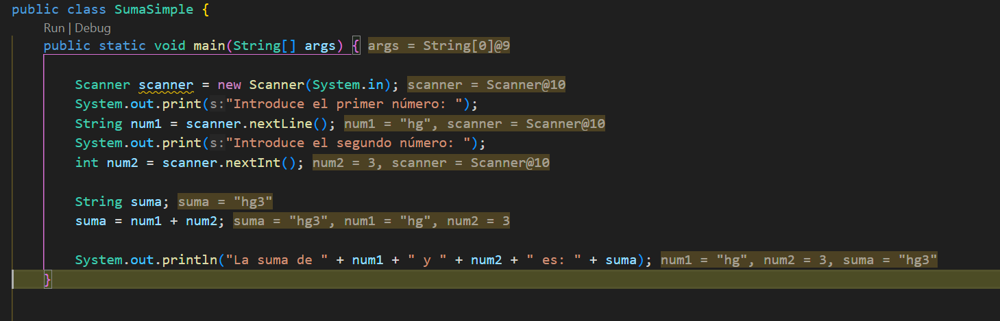 public class SumaSimple {
Run | Debug
public static void main(String[] args) { args = String[0]@9
Scanner scanner = new Scanner(System.in); scanner = Scanner@10
System.out.print(s:"Introduce el primer número: ");
String num1 = scanner.nextLine(); num1 = "hg", scanner = Scanner@10
System.out.print(s:"Introduce el segundo número: ");
int num2 = scanner.nextInt(); num2 = 3, scanner = Scanner@10
String suma; suma = "hg3"
suma = num1 + num2; suma = "hg3", num1 = "hg", num2 = 3
System.out.println("La suma de " + num1 + " y " + num2 + " es: " + suma); num1 = "hg", num2 = 3, suma = "hg3"
}